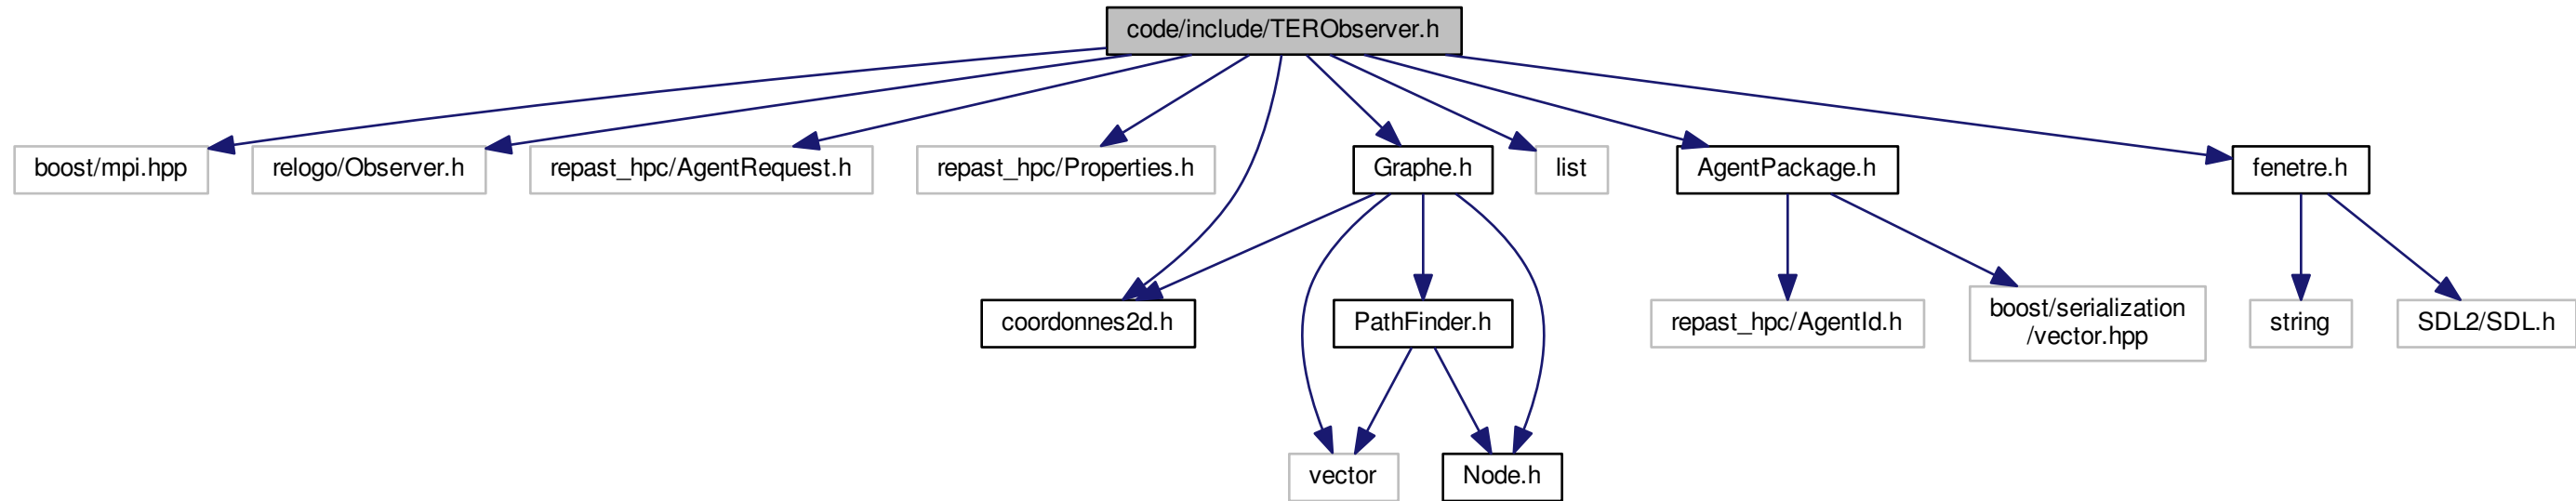 code/include/TERObserver.h
boost/mpi.hpp
relogo/Observer.h
repast_hpc/AgentRequest.h
repast_hpc/Properties.h
Graphe.h
list
AgentPackage.h
fenetre.h
coordonnes2d.h
PathFinder.h
repast_hpc/AgentId.h
boost/serialization
/vector.hpp
string
SDL2/SDL.h
vector
Node.h